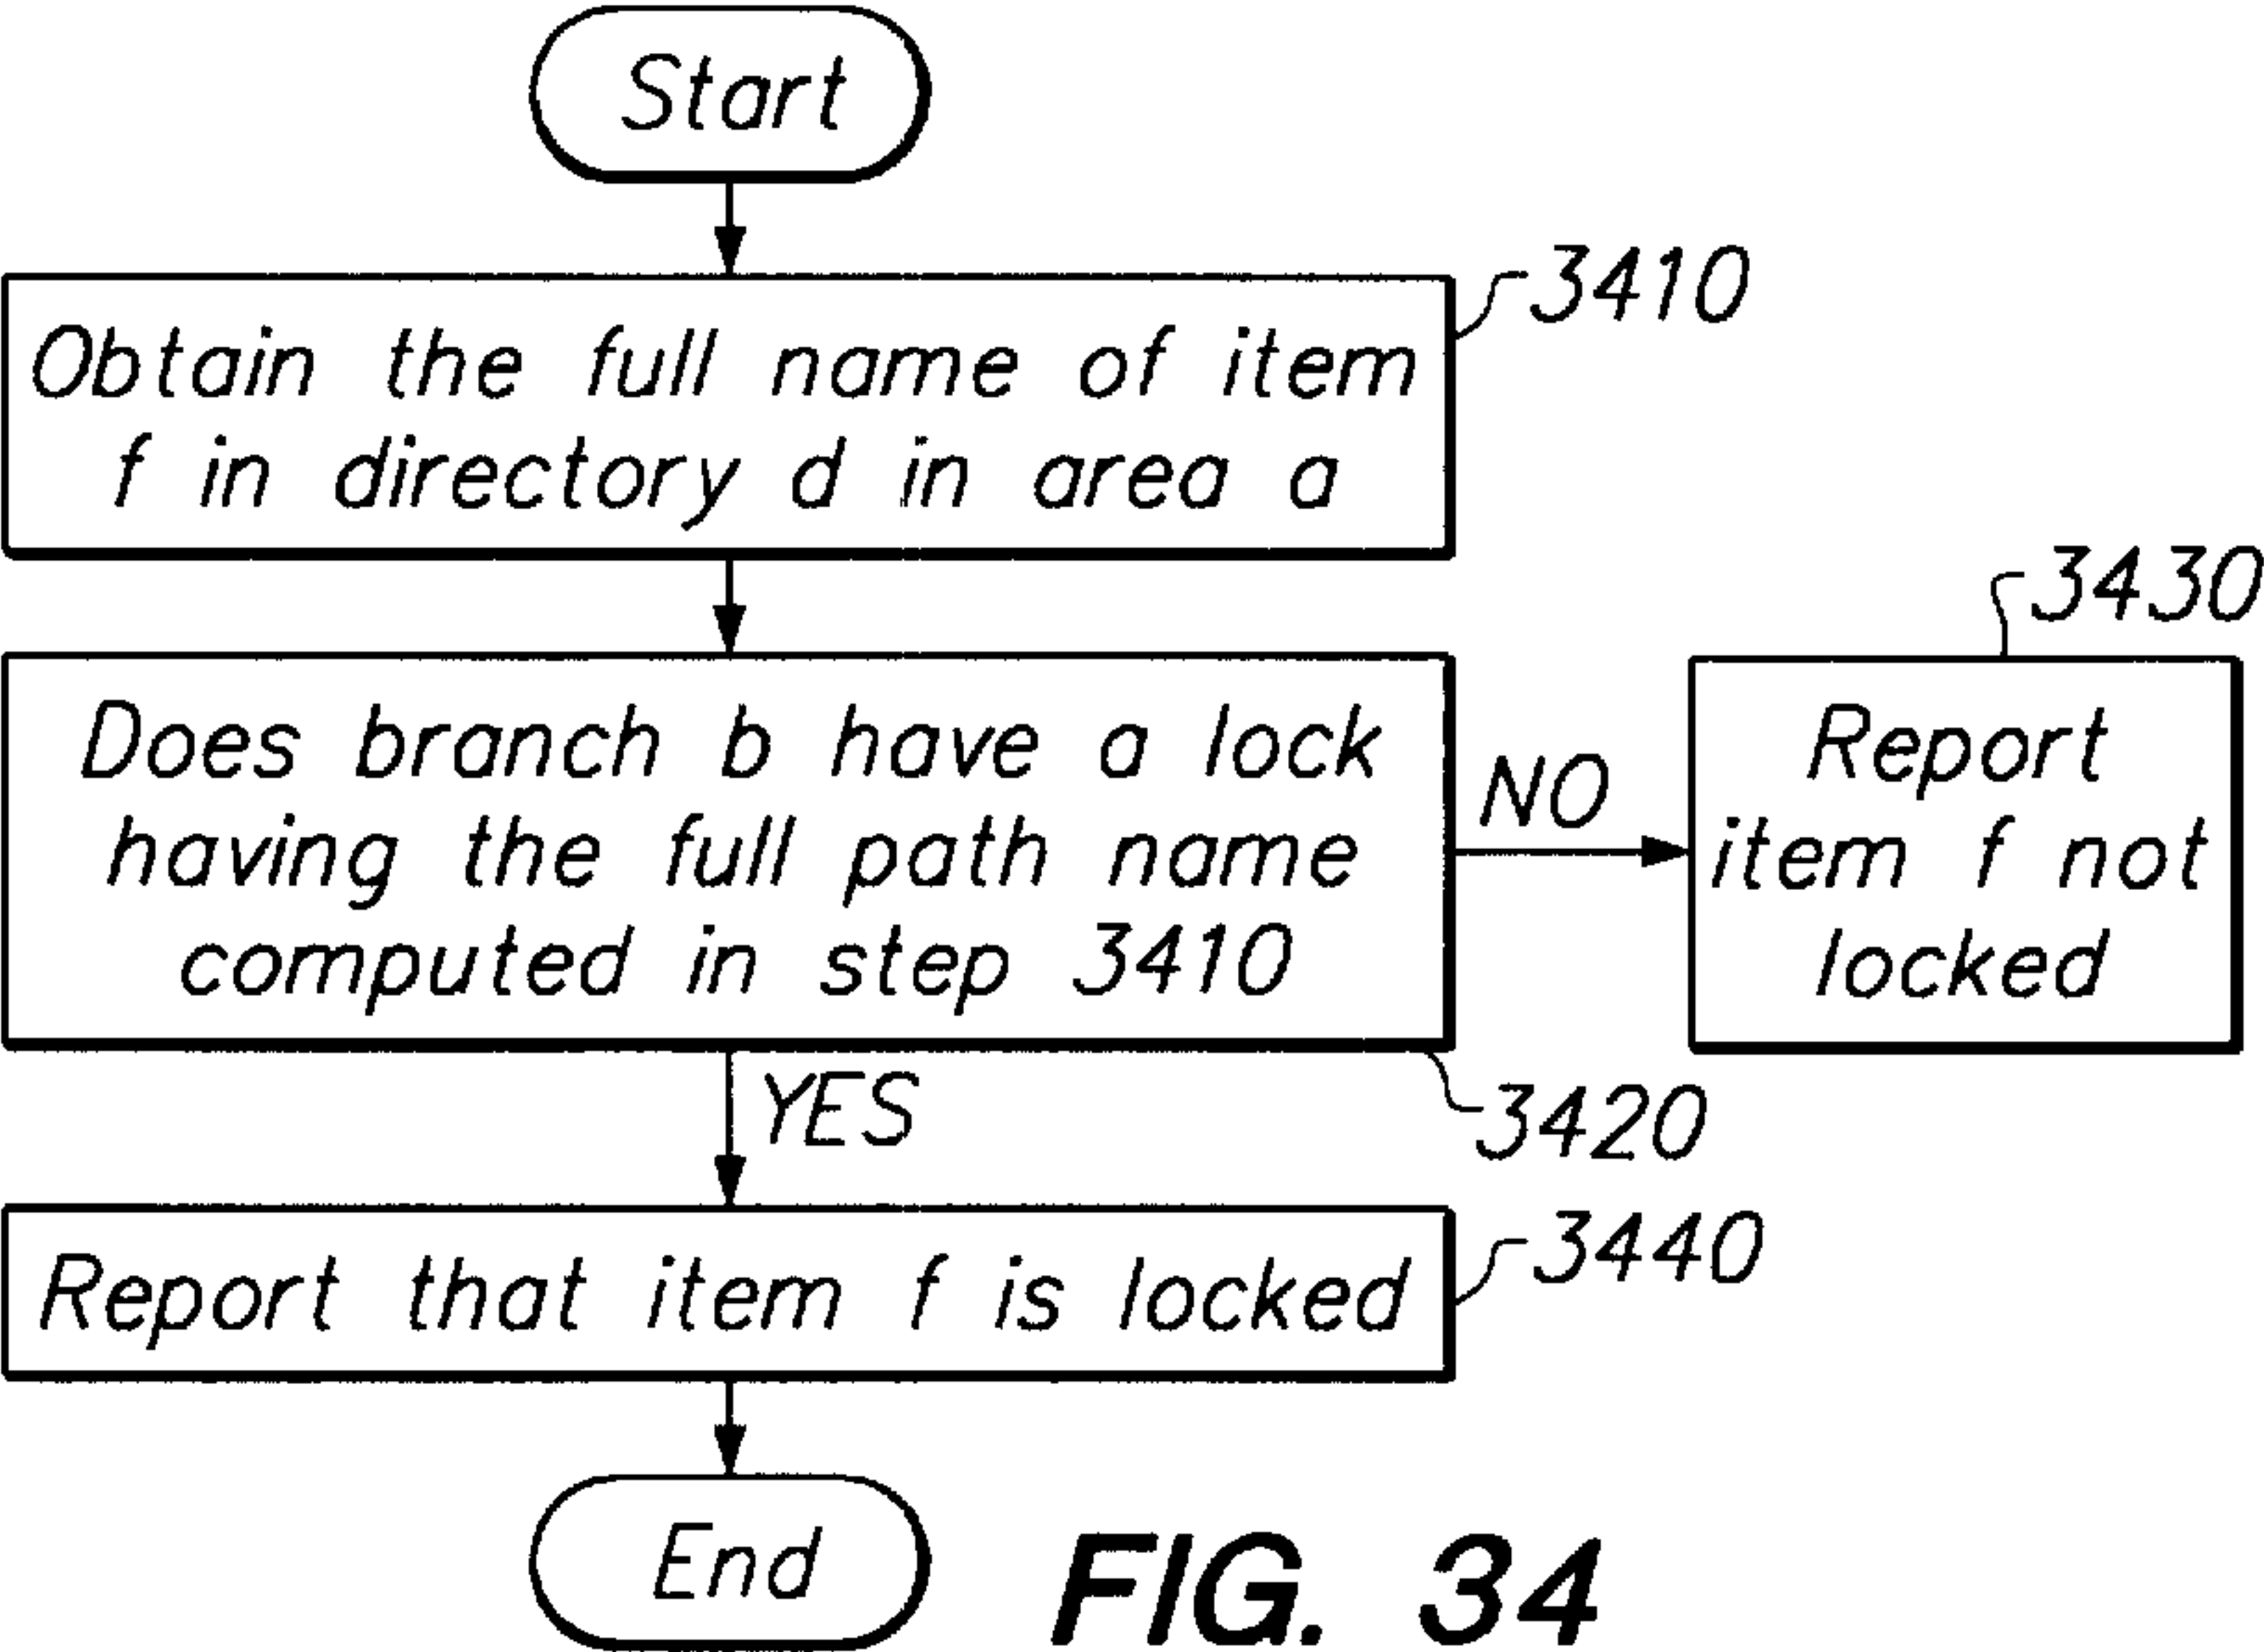 Start
3410
Obtain the full name of item
f in directory d in area a
3430
Does branch b have a lock
having the full path name
computed in step 3410
NO
Report
item f not
locked
YES
3420
3440
Report that item f is locked
End
FIG. 34